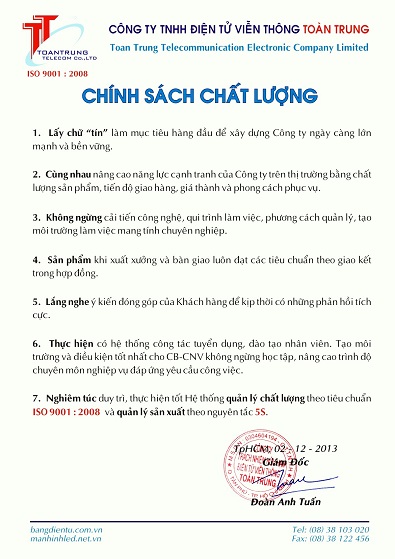 TOANTRUNG
TELECOM CO.,LTD
ISO 9001 : 2008
CÔNG TY TNHH ĐIỆN TỬ VIỄN THÔNG TOÀN TRUNG
Toan Trung Telecommunication Electronic Company Limited
CHÍNH SÁCH CHẤT LƯỢNG
1. Lấy chữ “tín” làm mục tiêu hàng đầu để xây dựng Công ty ngày càng lớn
mạnh và bền vững.
2. Cùng nhau nâng cao năng lực cạnh tranh của Công ty trên thị trường bằng chất
lượng sản phẩm, tiến độ giao hàng, giá thành và phong cách phục vụ.
3. Không ngừng cải tiến công nghệ, qui trình làm việc, phương cách quản lý, tạo
môi trường làm việc mang tính chuyên nghiệp.
4. Sản phẩm khi xuất xưởng và bàn giao luôn đạt các tiêu chuẩn theo giao kết
trong hợp đồng.
5. Lắng nghe ý kiến đóng góp của Khách hàng để kịp thời có những phản hồi tích
cực.
6. Thực hiện có hệ thống công tác tuyển dụng, đào tạo nhân viên. Tạo môi
trường và điều kiện tốt nhất cho CB-CNV không ngừng học tập, nâng cao trình độ
chuyên môn nghiệp vụ đáp ứng yêu cầu công việc.
7. Nghiêm túc duy trì, thực hiện tốt Hệ thống quản lý chất lượng theo tiêu chuẩn
ISO 9001 : 2008 và quản lý sản xuất theo nguyên tắc 5S.
TpHCM, 02 - 12 - 2013
Giám Đốc
TRÁCH NHIỆM HỮU HẠN
ĐIỆN TỬ VIỄN THÔNG
TOÀN TRUNG
Đoàn Anh Tuấn
bangdientu.com.vn
manhinhled.net.vn
Tel: (08) 38 103 020
Fax: (08) 38 122 456